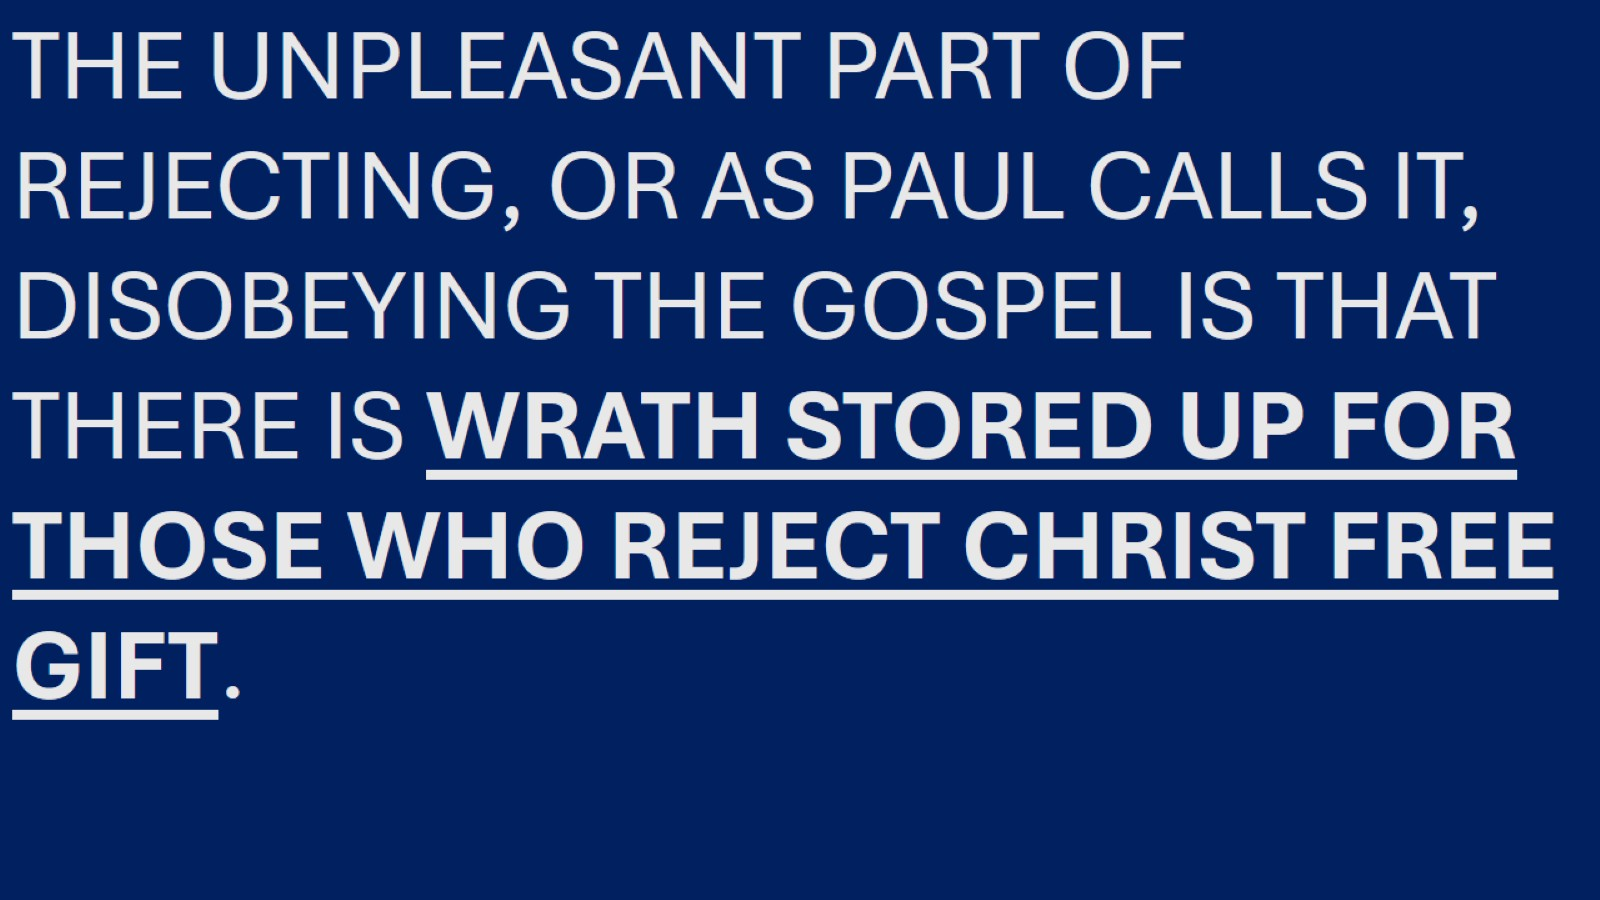 THE UNPLEASANT PART OF
REJECTING, OR AS PAUL CALLS IT,
DISOBEYING THE GOSPEL IS THAT
THERE IS WRATH STORED UP FOR
THOSE WHO REJECT CHRIST FREE
GIFT.